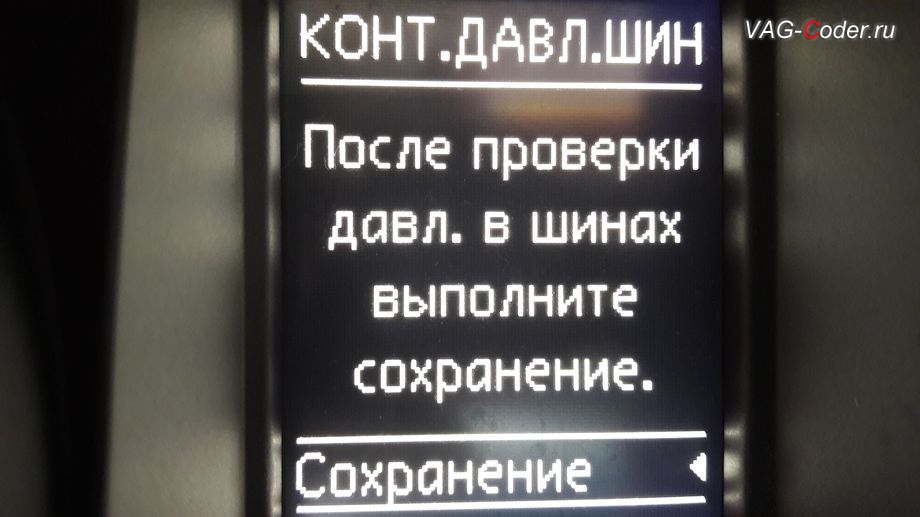 VAG-Coder.ru
КОНТ.ДАВЛ.ШИН
После проверки
давл. в шинах
выполните
сохранение.
Сохранение